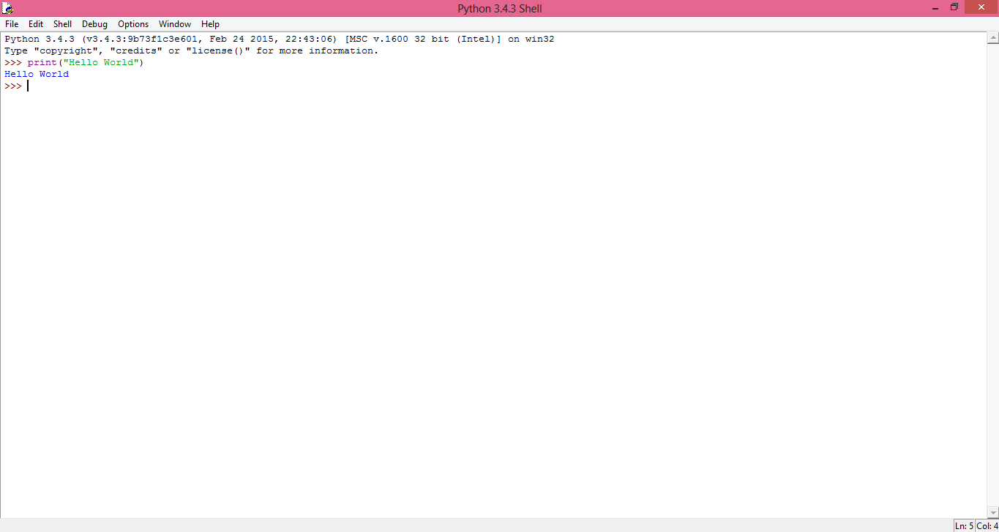 Python 3.4.3 Shell
File Edit Shell Debug Options Window Help
Python 3.4.3 (v3.4.3:9b73f1c3e601, Feb 24 2015, 22:43:06) [MSC v.1600 32 bit (Intel)] on win32
Type "copyright", "credits" or "license()" for more information.
>>> print("Hello World")
Hello World
>>>
Ln: 5 Col: 4